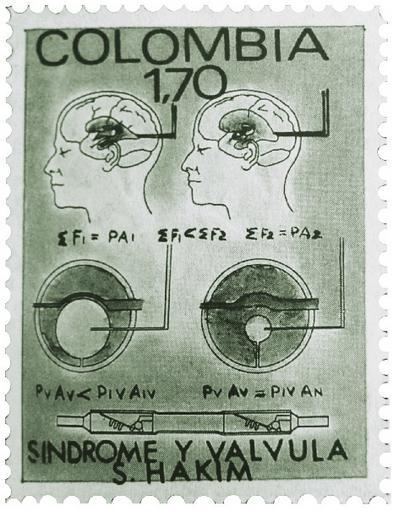 COLOMBIA
1,70
ΣF1 = PA1 ΣF1 < ΣF2 ΣF2 = PA2
PVAV < PIVAIV PVAV = PIVAN
SINDROME Y VALVULA
S. HAKIM